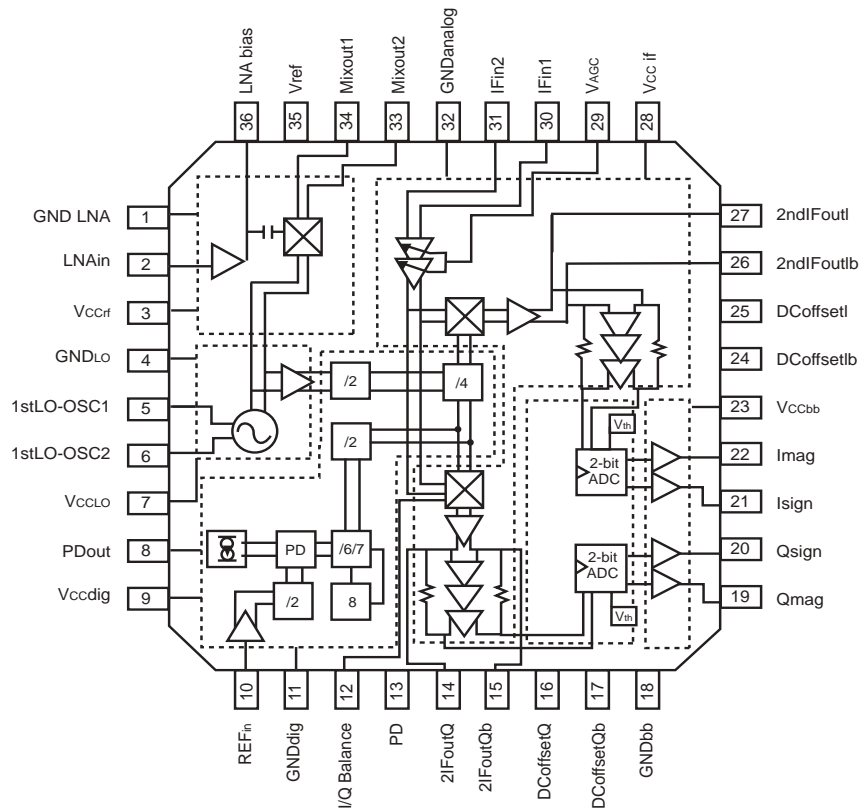 LNA bias
Vref
Mixout1
Mixout2
GNDanalog
IFin2
IFin1
VAGC
Vcc if
36
35
34
33
32
31
30
29
28
GND LNA
1
LNAin
2
VCCrf
3
GNDLO
4
1stLO-OSC1
5
1stLO-OSC2
6
VCCLO
7
PDout
8
VCCdig
9
27
2ndIFoutI
26
2ndIFoutIb
25
DCoffsetI
24
DCoffsetIb
23
VCCbb
22
Imag
21
Isign
20
Qsign
19
Qmag
/2
/4
/2
Vth
2-bit
ADC
PD
/6/7
/2
8
2-bit
ADC
Vth
10
11
12
13
14
15
16
17
18
REFin
GNDdig
I/Q Balance
PD
2IFoutQ
2IFoutQb
DCoffsetQ
DCoffsetQb
GNDbb